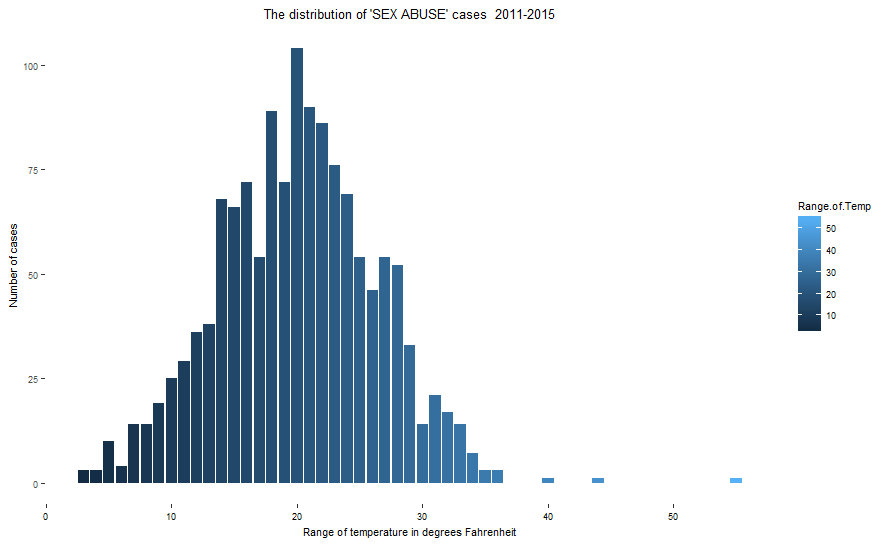 The distribution of 'SEX ABUSE' cases  2011-2015
Number of cases
100
75
50
25
0
0 10 20 30 40 50
Range of temperature in degrees Fahrenheit
Range.of.Temp
50
40
30
20
10